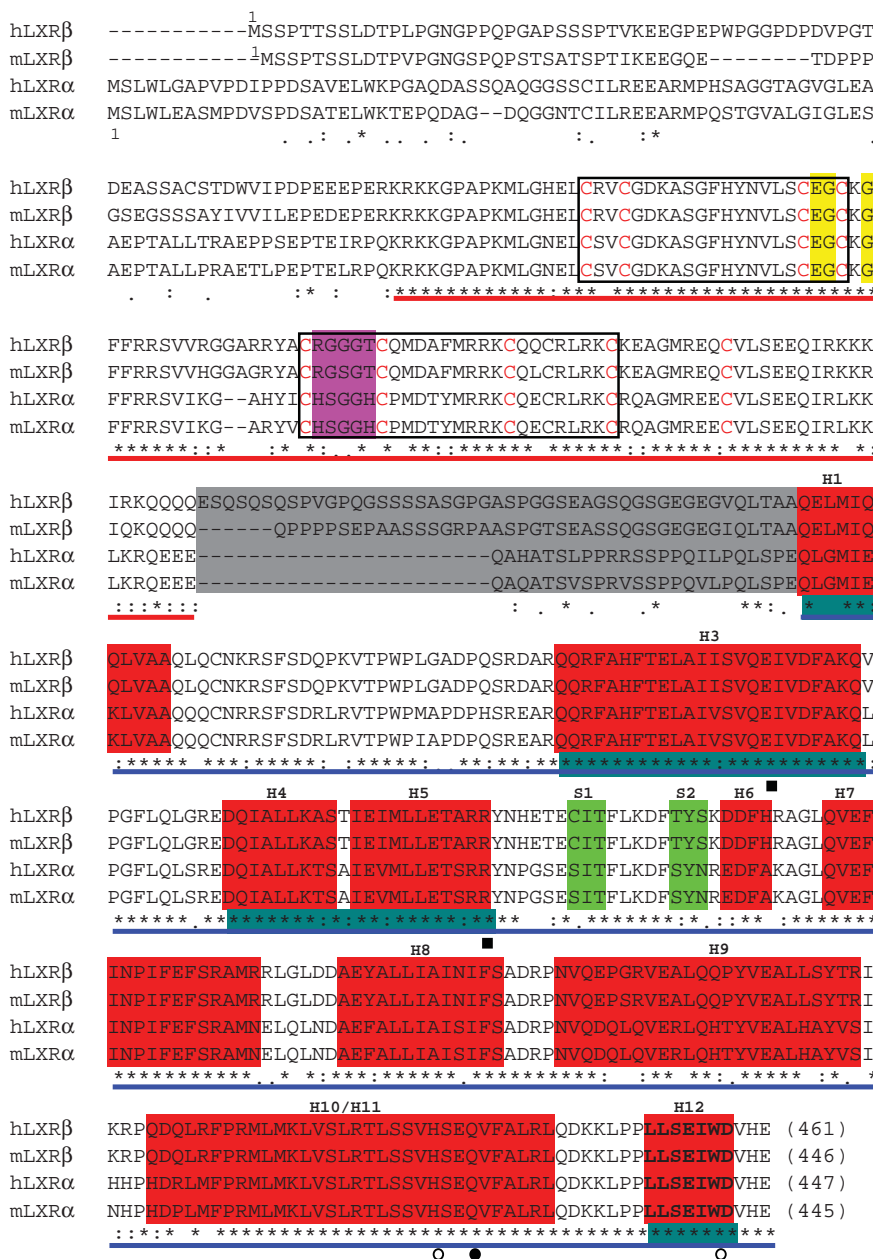 hLXRβ -----------MSSPTTSSLDTPLPGNGPPQPGAPSSSPTVKEEGPEPWPGGPDPDVPGT
1
mLXRβ ------------MSSPTSSLDTPVPGNGSPQPSTSATSPTIKEEGQE--------TDPPP
1
hLXRα MSLWLGAPVPDIPPDSAVELWKPGAQDASSQAQGGSSCILREEARMPHSAGGTAGVGLEA
mLXRα MSLWLEASMPDVSPDSATELWKTEPQDAG--DQGGNTCILREEARMPQSTGVALGIGLES
1 . .: .* . .: : :* .
hLXRβ DEASSACSTDWVIPDPEEEPERKRKKGPAPKMLGHELCRVCGDKASGFHYNVLSCEGCKG
mLXRβ GSEGSSSAYIVVILEPEDEPERKRKKGPAPKMLGHELCRVCGDKASGFHYNVLSCEGCKG
hLXRα AEPTALLTRAEPPSEPTEIRPQKRKKGPAPKMLGNELCSVCGDKASGFHYNVLSCEGCKG
mLXRα AEPTALLPRAETLPEPTELRPQKRKKGPAPKMLGNELCSVCGDKASGFHYNVLSCEGCKG
. : . :* : :************:*** *********************
hLXRβ FFRRSVVRGGARRYACRGGGTCQMDAFMRRKCQQCRLRKCKEAGMREQCVLSEEQIRKKK
mLXRβ FFRRSVVHGGAGRYACRGSGTCQMDAFMRRKCQLCRLRKCKEAGMREQCVLSEEQIRKKR
hLXRα FFRRSVIKG--AHYICHSGGHCPMDTYMRRKCQECRLRKCRQAGMREECVLSEEQIRLKK
mLXRα FFRRSVIKG--ARYVCHSGGHCPMDTYMRRKCQECRLRKCRQAGMREECVLSEEQIRLKK
******::* :* *:..* * **::****** ******::*****:********* *:
H1
hLXRβ IRKQQQQESQSQSQSPVGPQGSSSSASGPGASPGGSEAGSQGSGEGEGVQLTAAQELMIQ
mLXRβ IQKQQQQ------QPPPPSEPAASSSGRPAASPGTSEASSQGSGEGEGIQLTAAQELMIQ
hLXRα LKRQEEE-----------------------QAHATSLPPRRSSPPQILPQLSPEQLGMIE
mLXRα LKRQEEE-----------------------QAQATSVSPRVSSPPQVLPQLSPEQLGMIE
:::*::: : . * .* **:. * **:
H3
hLXRβ QLVAAQLQCNKRSFSDQPKVTPWPLGADPQSRDARQQRFAHFTELAIISVQEIVDFAKQV
mLXRβ QLVAAQLQCNKRSFSDQPKVTPWPLGADPQSRDARQQRFAHFTELAIISVQEIVDFAKQV
hLXRα KLVAAQQQCNRRSFSDRLRVTPWPMAPDPHSREARQQRFAHFTELAIVSVQEIVDFAKQL
mLXRα KLVAAQQQCNRRSFSDRLRVTPWPIAPDPQSREARQQRFAHFTELAIVSVQEIVDFAKQL
:***** ***:*****: :*****:..**:**:**************:***********:
H4 H5 S1 S2 H6 H7
hLXRβ PGFLQLGREDQIALLKASTIEIMLLETARRYNHETECITFLKDFTYSKDDFHRAGLQVEF
mLXRβ PGFLQLGREDQIALLKASTIEIMLLETARRYNHETECITFLKDFTYSKDDFHRAGLQVEF
hLXRα PGFLQLSREDQIALLKTSAIEVMLLETSRRYNPGSESITFLKDFSYNREDFAKAGLQVEF
mLXRα PGFLQLSREDQIALLKTSAIEVMLLETSRRYNPGSESITFLKDFSYNREDFAKAGLQVEF
******.*********:*:**:*****:**** :*.*******:*.::** :*******
H8 H9
hLXRβ INPIFEFSRAMRRLGLDDAEYALLIAINIFSADRPNVQEPGRVEALQQPYVEALLSYTRI
mLXRβ INPIFEFSRAMRRLGLDDAEYALLIAINIFSADRPNVQEPSRVEALQQPYVEALLSYTRI
hLXRα INPIFEFSRAMNELQLNDAEFALLIAISIFSADRPNVQDQLQVERLQHTYVEALHAYVSI
mLXRα INPIFEFSRAMNELQLNDAEFALLIAISIFSADRPNVQDQLQVERLQHTYVEALHAYVSI
***********..* *:***:******.**********: :** **:.***** :*. *
H10/H11 H12
hLXRβ KRPQDQLRFPRMLMKLVSLRTLSSVHSEQVFALRLQDKKLPPLLSEIWDVHE (461)
mLXRβ KRPQDQLRFPRMLMKLVSLRTLSSVHSEQVFALRLQDKKLPPLLSEIWDVHE (446)
hLXRα HHPHDRLMFPRMLMKLVSLRTLSSVHSEQVFALRLQDKKLPPLLSEIWDVHE (447)
mLXRα NHPHDPLMFPRMLMKLVSLRTLSSVHSEQVFALRLQDKKLPPLLSEIWDVHE (445)
::*:* * ********************************************